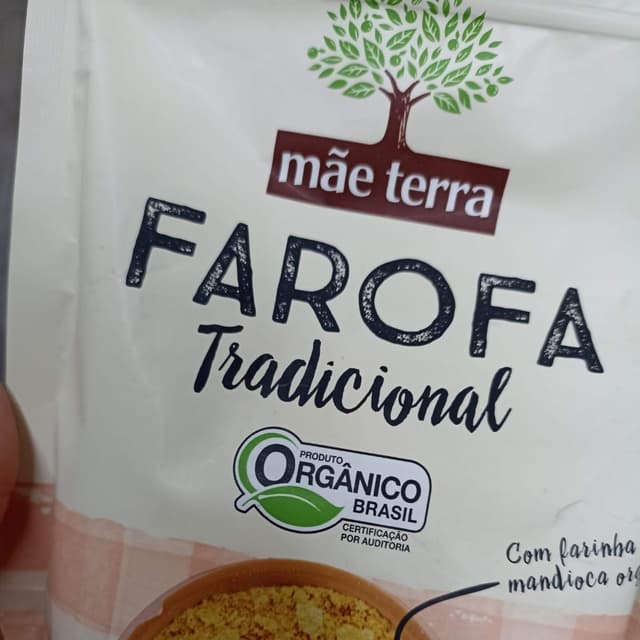 mãe terra
FAROFA
Tradicional
PRODUTO
ORGÂNICO
BRASIL
CERTIFICAÇÃO
POR AUDITORIA
Com farinha
mandioca